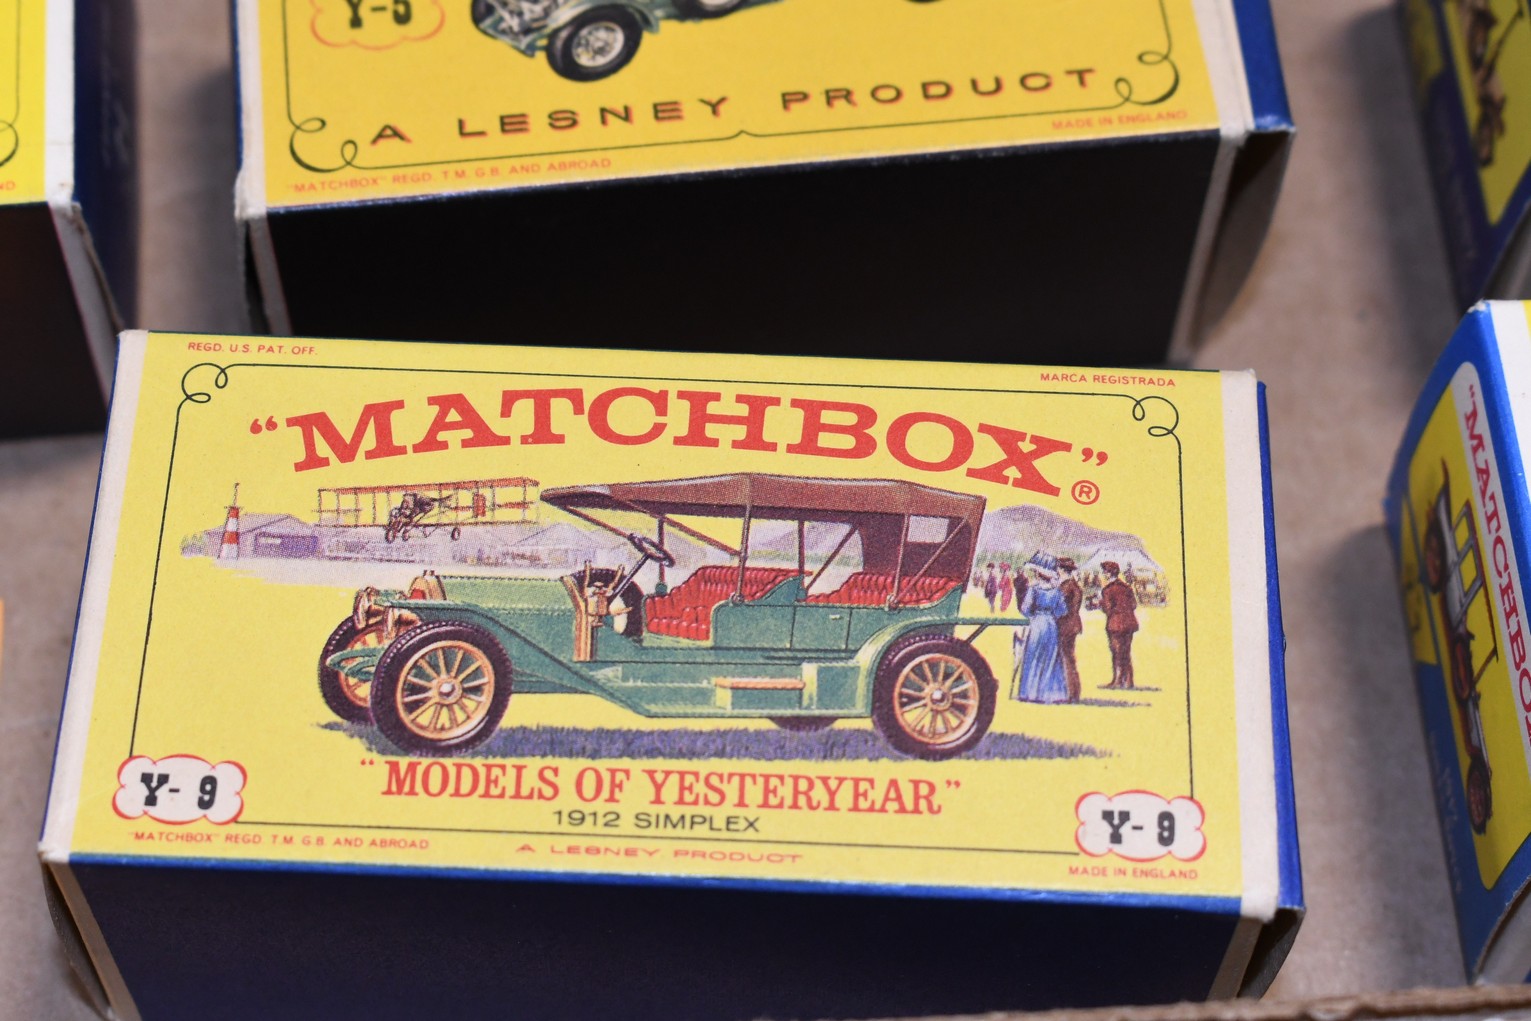 Y-5
A LESNEY PRODUCT
MADE IN ENGLAND
"MATCHBOX" REGD. T.M. G.B. AND ABROAD
REGD. U.S. PAT. OFF.
MARCA REGISTRADA
"MATCHBOX"®
"MODELS OF YESTERYEAR"
1912 SIMPLEX
Y-9
Y-9
"MATCHBOX" REGD. T.M. G.B. AND ABROAD
A LESNEY PRODUCT
MADE IN ENGLAND
"MATCHBOX